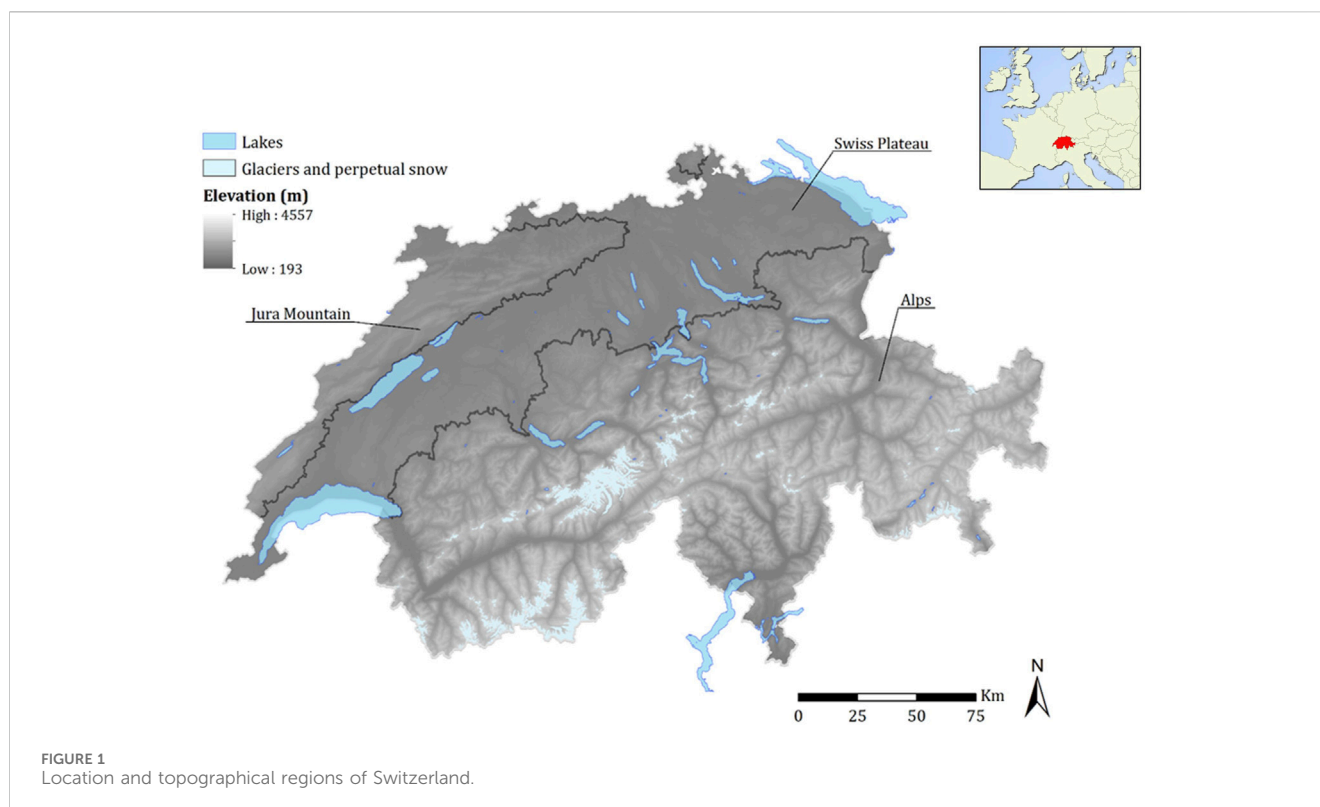 Lakes
Glaciers and perpetual snow
Elevation (m)
High : 4557
Low : 193
Swiss Plateau
Jura Mountain
Alps
N
Km
0 25 50 75
FIGURE 1
Location and topographical regions of Switzerland.